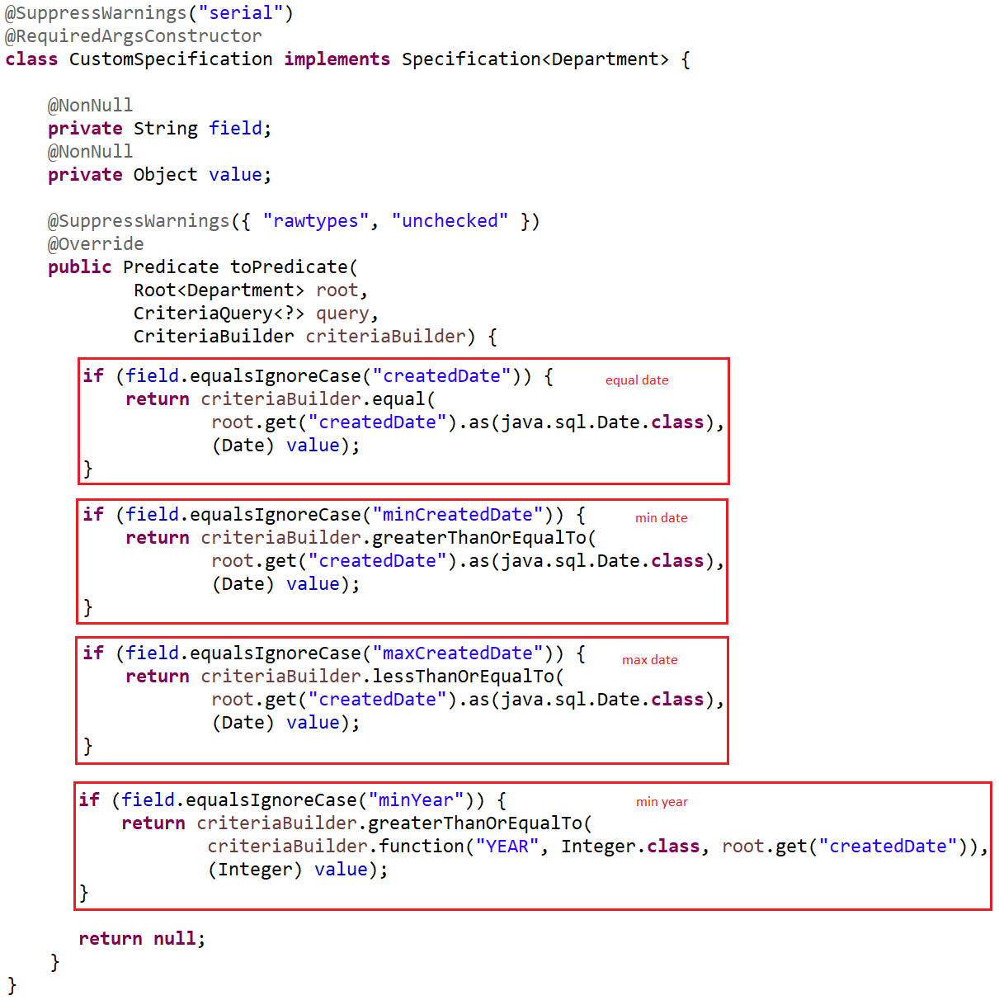 @SuppressWarnings("serial")
@RequiredArgsConstructor
class CustomSpecification implements Specification<Department> {
@NonNull
private String field;
@NonNull
private Object value;
@SuppressWarnings({ "rawtypes", "unchecked" })
@Override
public Predicate toPredicate(
Root<Department> root,
CriteriaQuery<?> query,
CriteriaBuilder criteriaBuilder) {
if (field.equalsIgnoreCase("createdDate")) { equal date
return criteriaBuilder.equal(
root.get("createdDate").as(java.sql.Date.class),
(Date) value);
}
if (field.equalsIgnoreCase("minCreatedDate")) { min date
return criteriaBuilder.greaterThanOrEqualTo(
root.get("createdDate").as(java.sql.Date.class),
(Date) value);
}
if (field.equalsIgnoreCase("maxCreatedDate")) { max date
return criteriaBuilder.lessThanOrEqualTo(
root.get("createdDate").as(java.sql.Date.class),
(Date) value);
}
if (field.equalsIgnoreCase("minYear")) { min year
return criteriaBuilder.greaterThanOrEqualTo(
criteriaBuilder.function("YEAR", Integer.class, root.get("createdDate")),
(Integer) value);
}
return null;
}
}